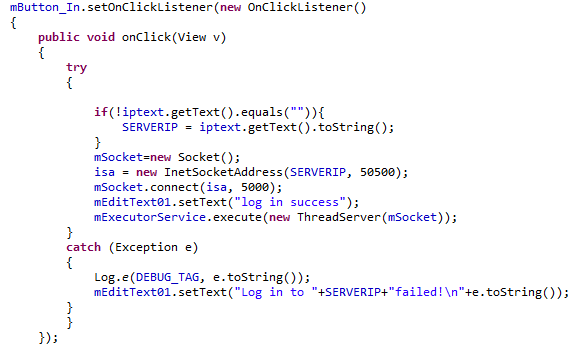 mButton_In.setOnClickListener(new OnClickListener()
{
    public void onClick(View v)
    {
        try
        {

            if(!iptext.getText().equals("")){
                SERVERIP = iptext.getText().toString();
            }
            mSocket=new Socket();
            isa = new InetSocketAddress(SERVERIP, 50500);
            mSocket.connect(isa, 5000);
            mEditText01.setText("log in success");
            mExecutorService.execute(new ThreadServer(mSocket));
        }
        catch (Exception e)
        {
            Log.e(DEBUG_TAG, e.toString());
            mEditText01.setText("Log in to "+SERVERIP+"failed!\n"+e.toString());
        }
        }
    });